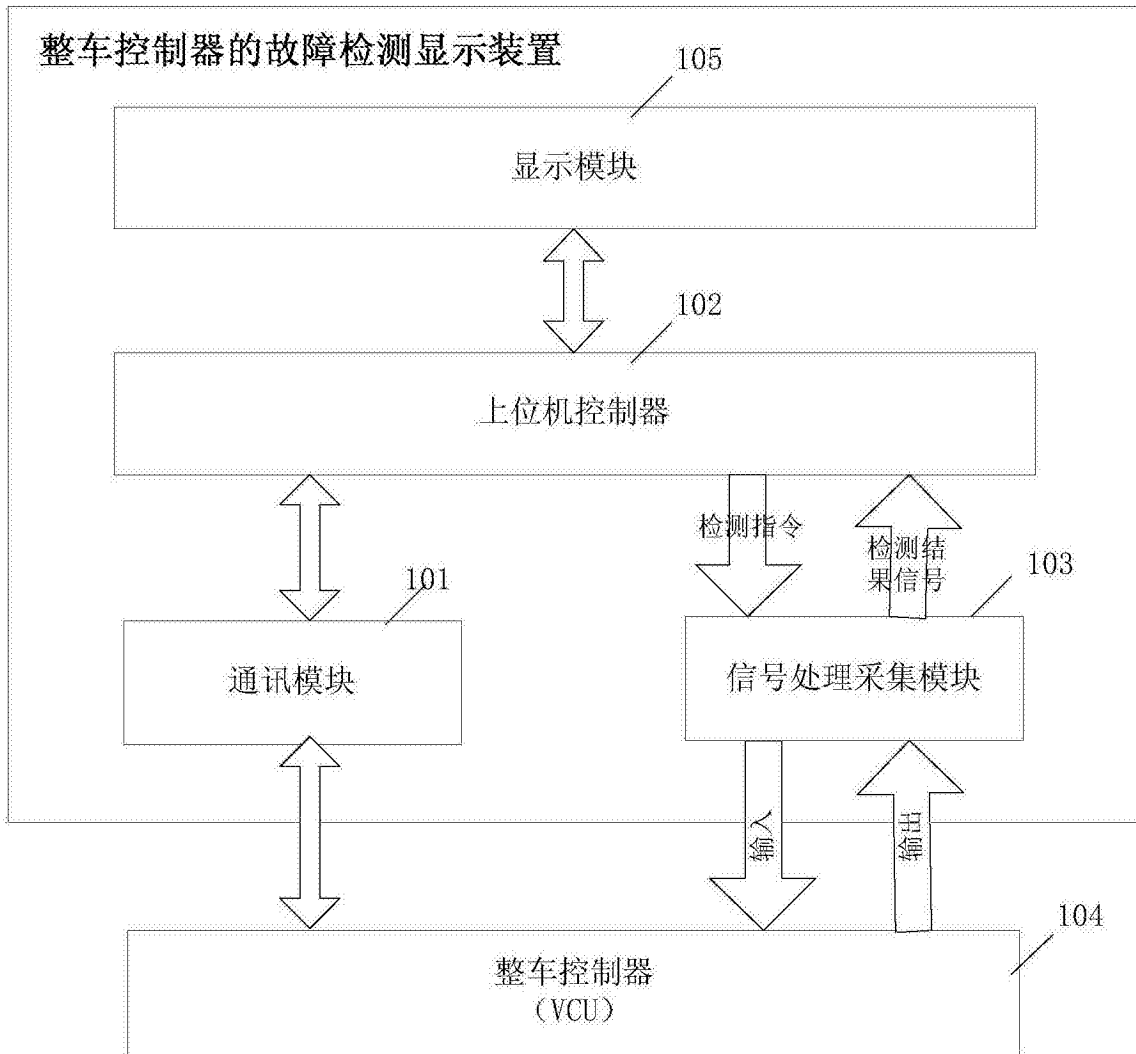 整车控制器的故障检测显示装置
105
显示模块
102
上位机控制器
检测指令
检测结
果信号
103
101
通讯模块
信号处理采集模块
输入
输出
104
整车控制器
（VCU）